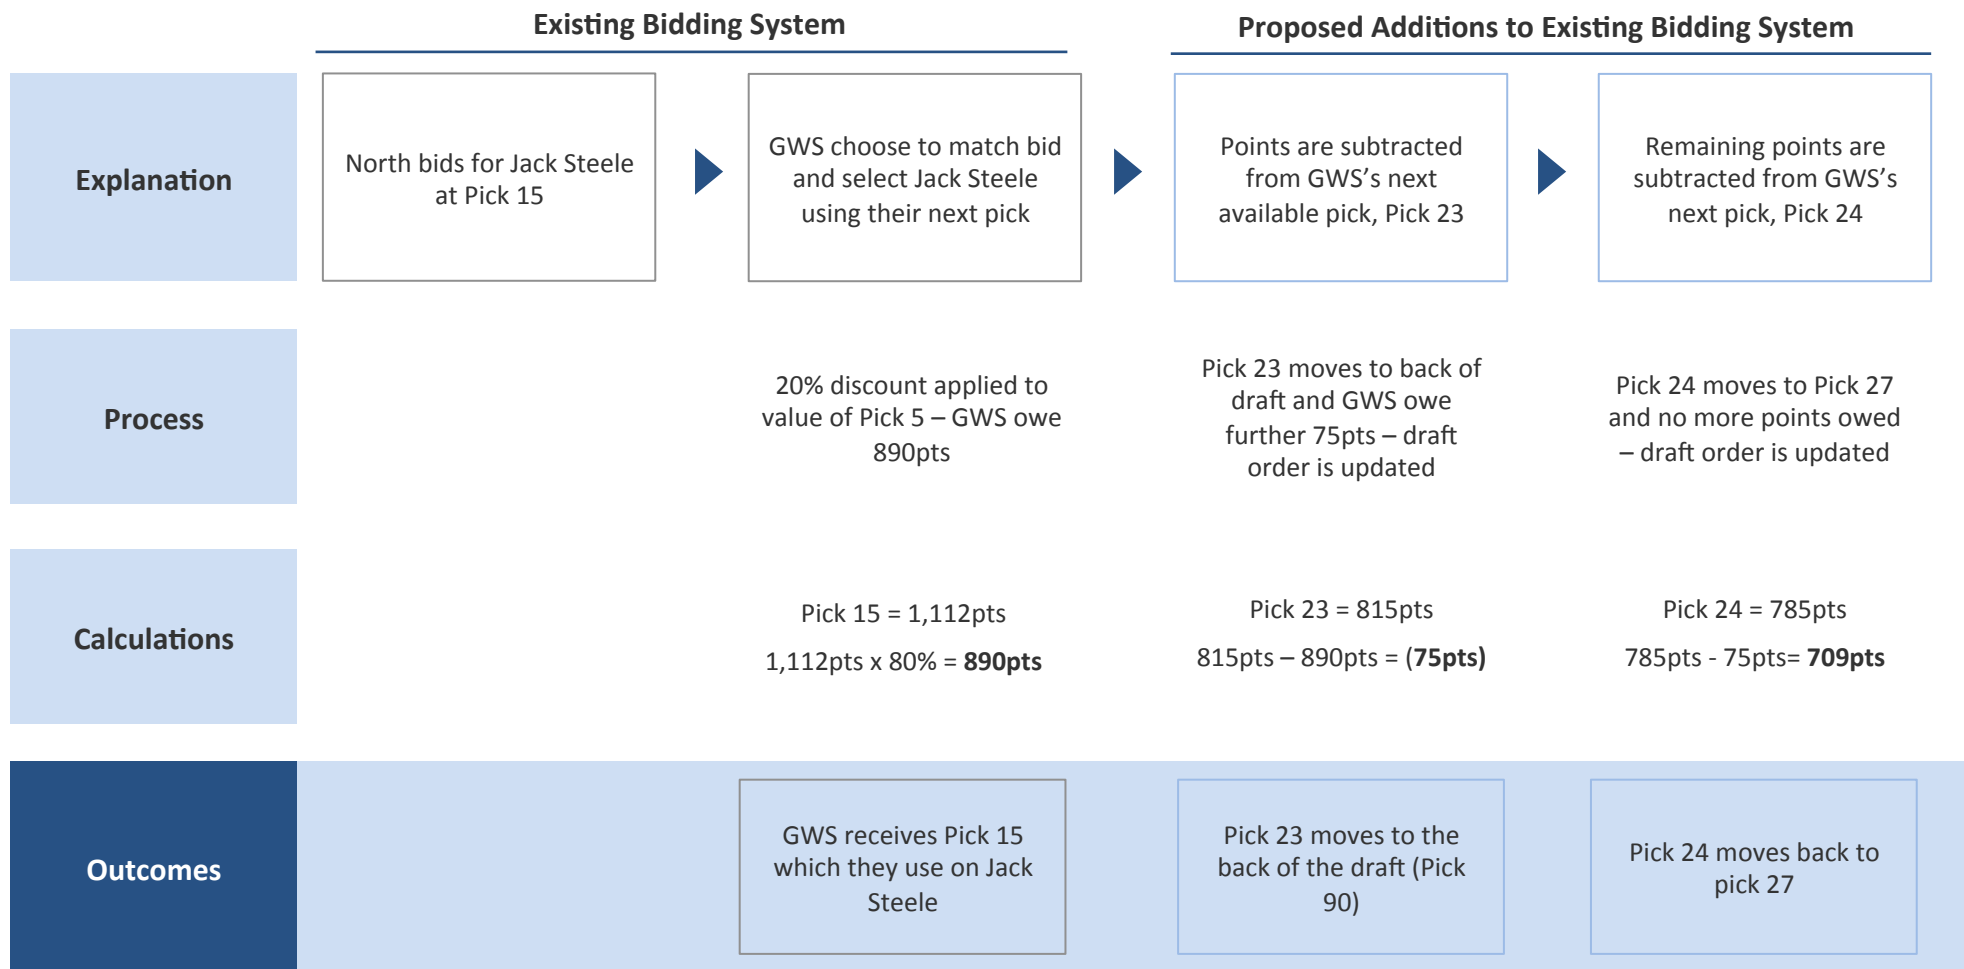 Existing Bidding System
Proposed Additions to Existing Bidding System
Explanation
North bids for Jack Steele
at Pick 15
GWS choose to match bid
and select Jack Steele
using their next pick
Points are subtracted
from GWS’s next
available pick, Pick 23
Remaining points are
subtracted from GWS’s
next pick, Pick 24
Process
20% discount applied to
value of Pick 5 – GWS owe
890pts
Pick 23 moves to back of
draft and GWS owe
further 75pts – draft
order is updated
Pick 24 moves to Pick 27
and no more points owed
– draft order is updated
Calculations
Pick 15 = 1,112pts
1,112pts x 80% = 890pts
Pick 23 = 815pts
815pts – 890pts = (75pts)
Pick 24 = 785pts
785pts - 75pts= 709pts
Outcomes
GWS receives Pick 15
which they use on Jack
Steele
Pick 23 moves to the
back of the draft (Pick
90)
Pick 24 moves back to
pick 27